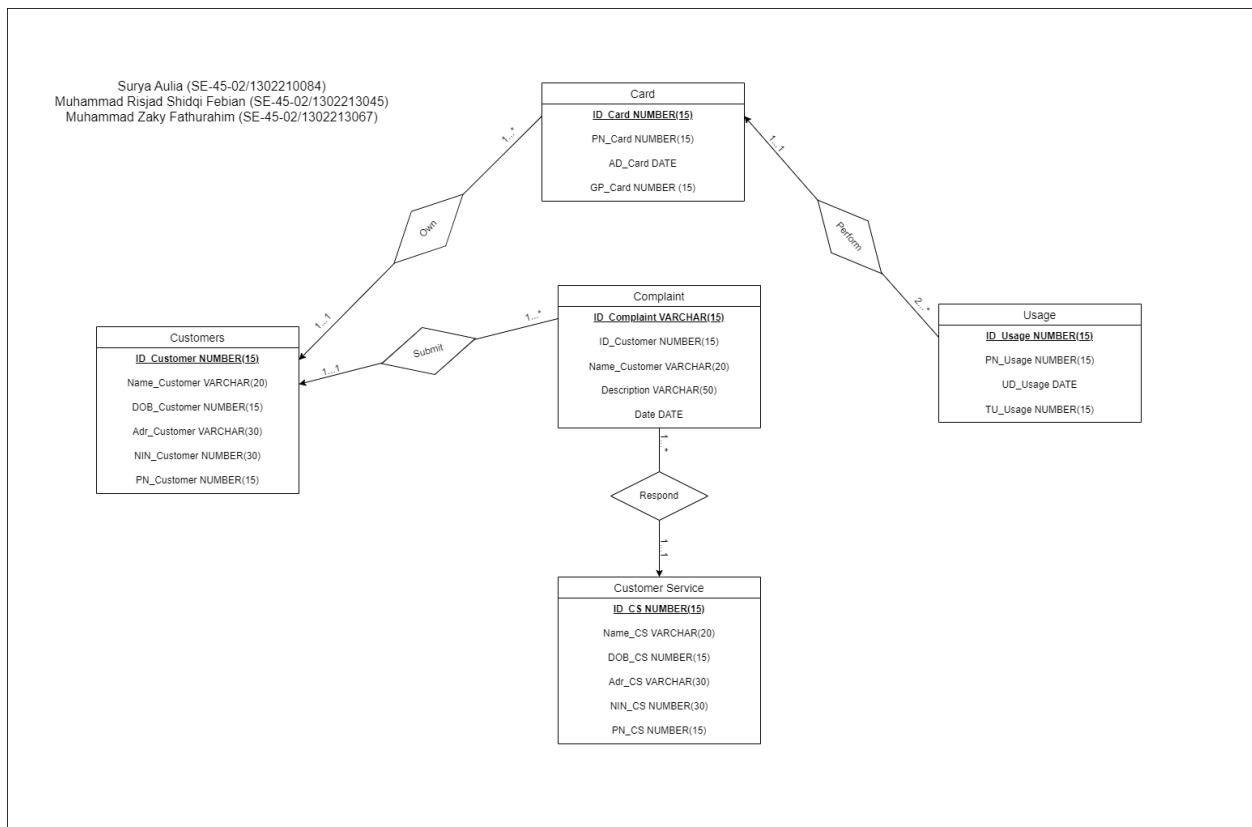 Surya Aulia (SE-45-02/1302210084)
Muhammad Risjad Shidqi Febian (SE-45-02/1302213045)
Muhammad Zaky Fathurahim (SE-45-02/1302213067)
Card
ID_Card NUMBER(15)
PN_Card NUMBER(15)
AD_Card DATE
GP_Card NUMBER (15)
1...*
Own
1...1
1...1
Perform
2...*
Customers
ID_Customer NUMBER(15)
Name_Customer VARCHAR(20)
DOB_Customer NUMBER(15)
Adr_Customer VARCHAR(30)
NIN_Customer NUMBER(30)
PN_Customer NUMBER(15)
1...*
Submit
1...1
Complaint
ID_Complaint VARCHAR(15)
ID_Customer NUMBER(15)
Name_Customer VARCHAR(20)
Description VARCHAR(50)
Date DATE
Usage
ID_Usage NUMBER(15)
PN_Usage NUMBER(15)
UD_Usage DATE
TU_Usage NUMBER(15)
1...*
Respond
1...1
Customer Service
ID_CS NUMBER(15)
Name_CS VARCHAR(20)
DOB_CS NUMBER(15)
Adr_CS VARCHAR(30)
NIN_CS NUMBER(30)
PN_CS NUMBER(15)